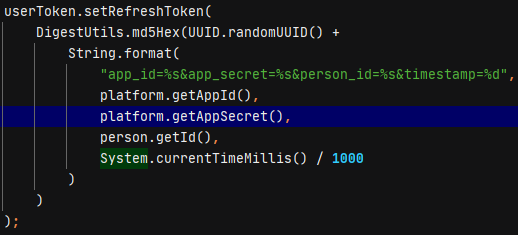 userToken.setRefreshToken(
    DigestUtils.md5Hex(UUID.randomUUID() +
        String.format(
            "app_id=%s&app_secret=%s&person_id=%s&timestamp=%d",
            platform.getAppId(),
            platform.getAppSecret(),
            person.getId(),
            System.currentTimeMillis() / 1000
        )
    )
);